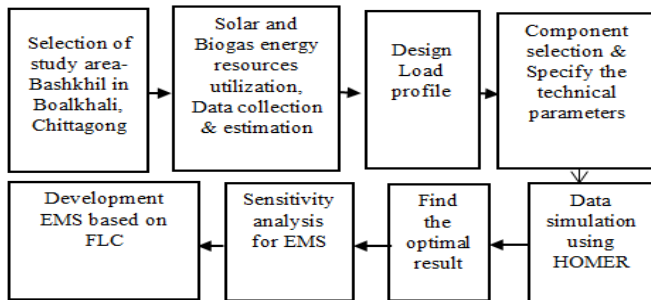 Selection of
study area-
Bashkhil in
Boalkhali,
Chittagong
Solar and
Biogas energy
resources
utilization,
Data collection
& estimation
Design
Load
profile
Component
selection &
Specify the
technical
parameters
Data
simulation
using
HOMER
Find
the
optimal
result
Sensitivity
analysis
for EMS
Development
EMS based on
FLC